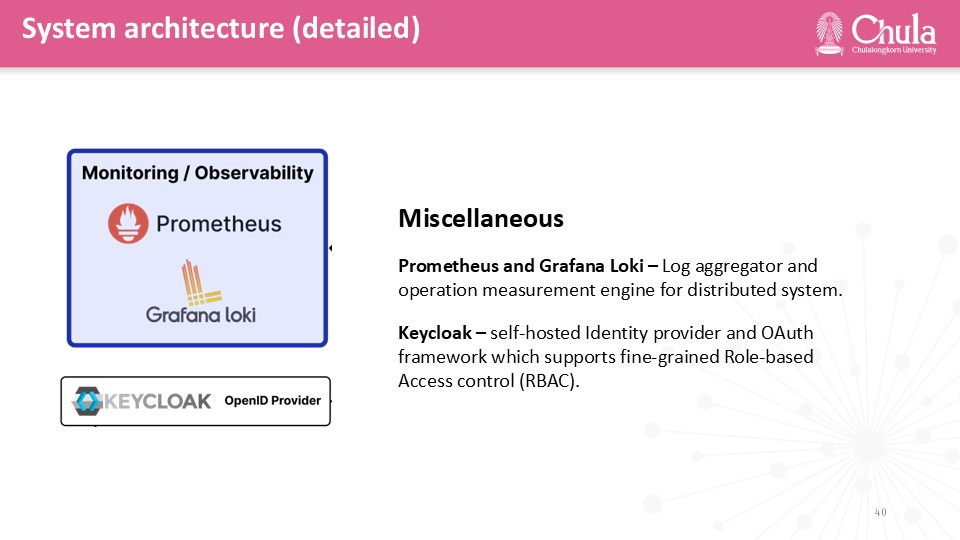 System architecture (detailed)
Chula
Chulalongkorn University
Monitoring / Observability
Prometheus
Grafana loki
KEYCLOAK OpenID Provider
Miscellaneous
Prometheus and Grafana Loki – Log aggregator and
operation measurement engine for distributed system.
Keycloak – self-hosted Identity provider and OAuth
framework which supports fine-grained Role-based
Access control (RBAC).
40